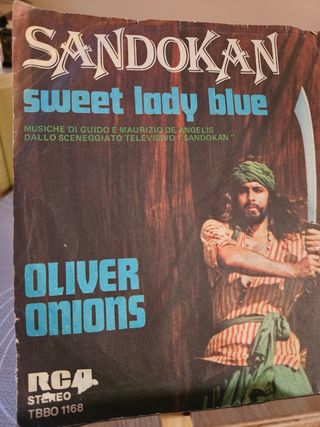 SANDOKAN
sweet lady blue
MUSICHE DI GUIDO E MAURIZIO DE ANGELIS
DALLO SCENEGGIATO TELEVISIVO: "SANDOKAN"
OLIVER
ONIONS
RCA
STEREO
TBBO 1168